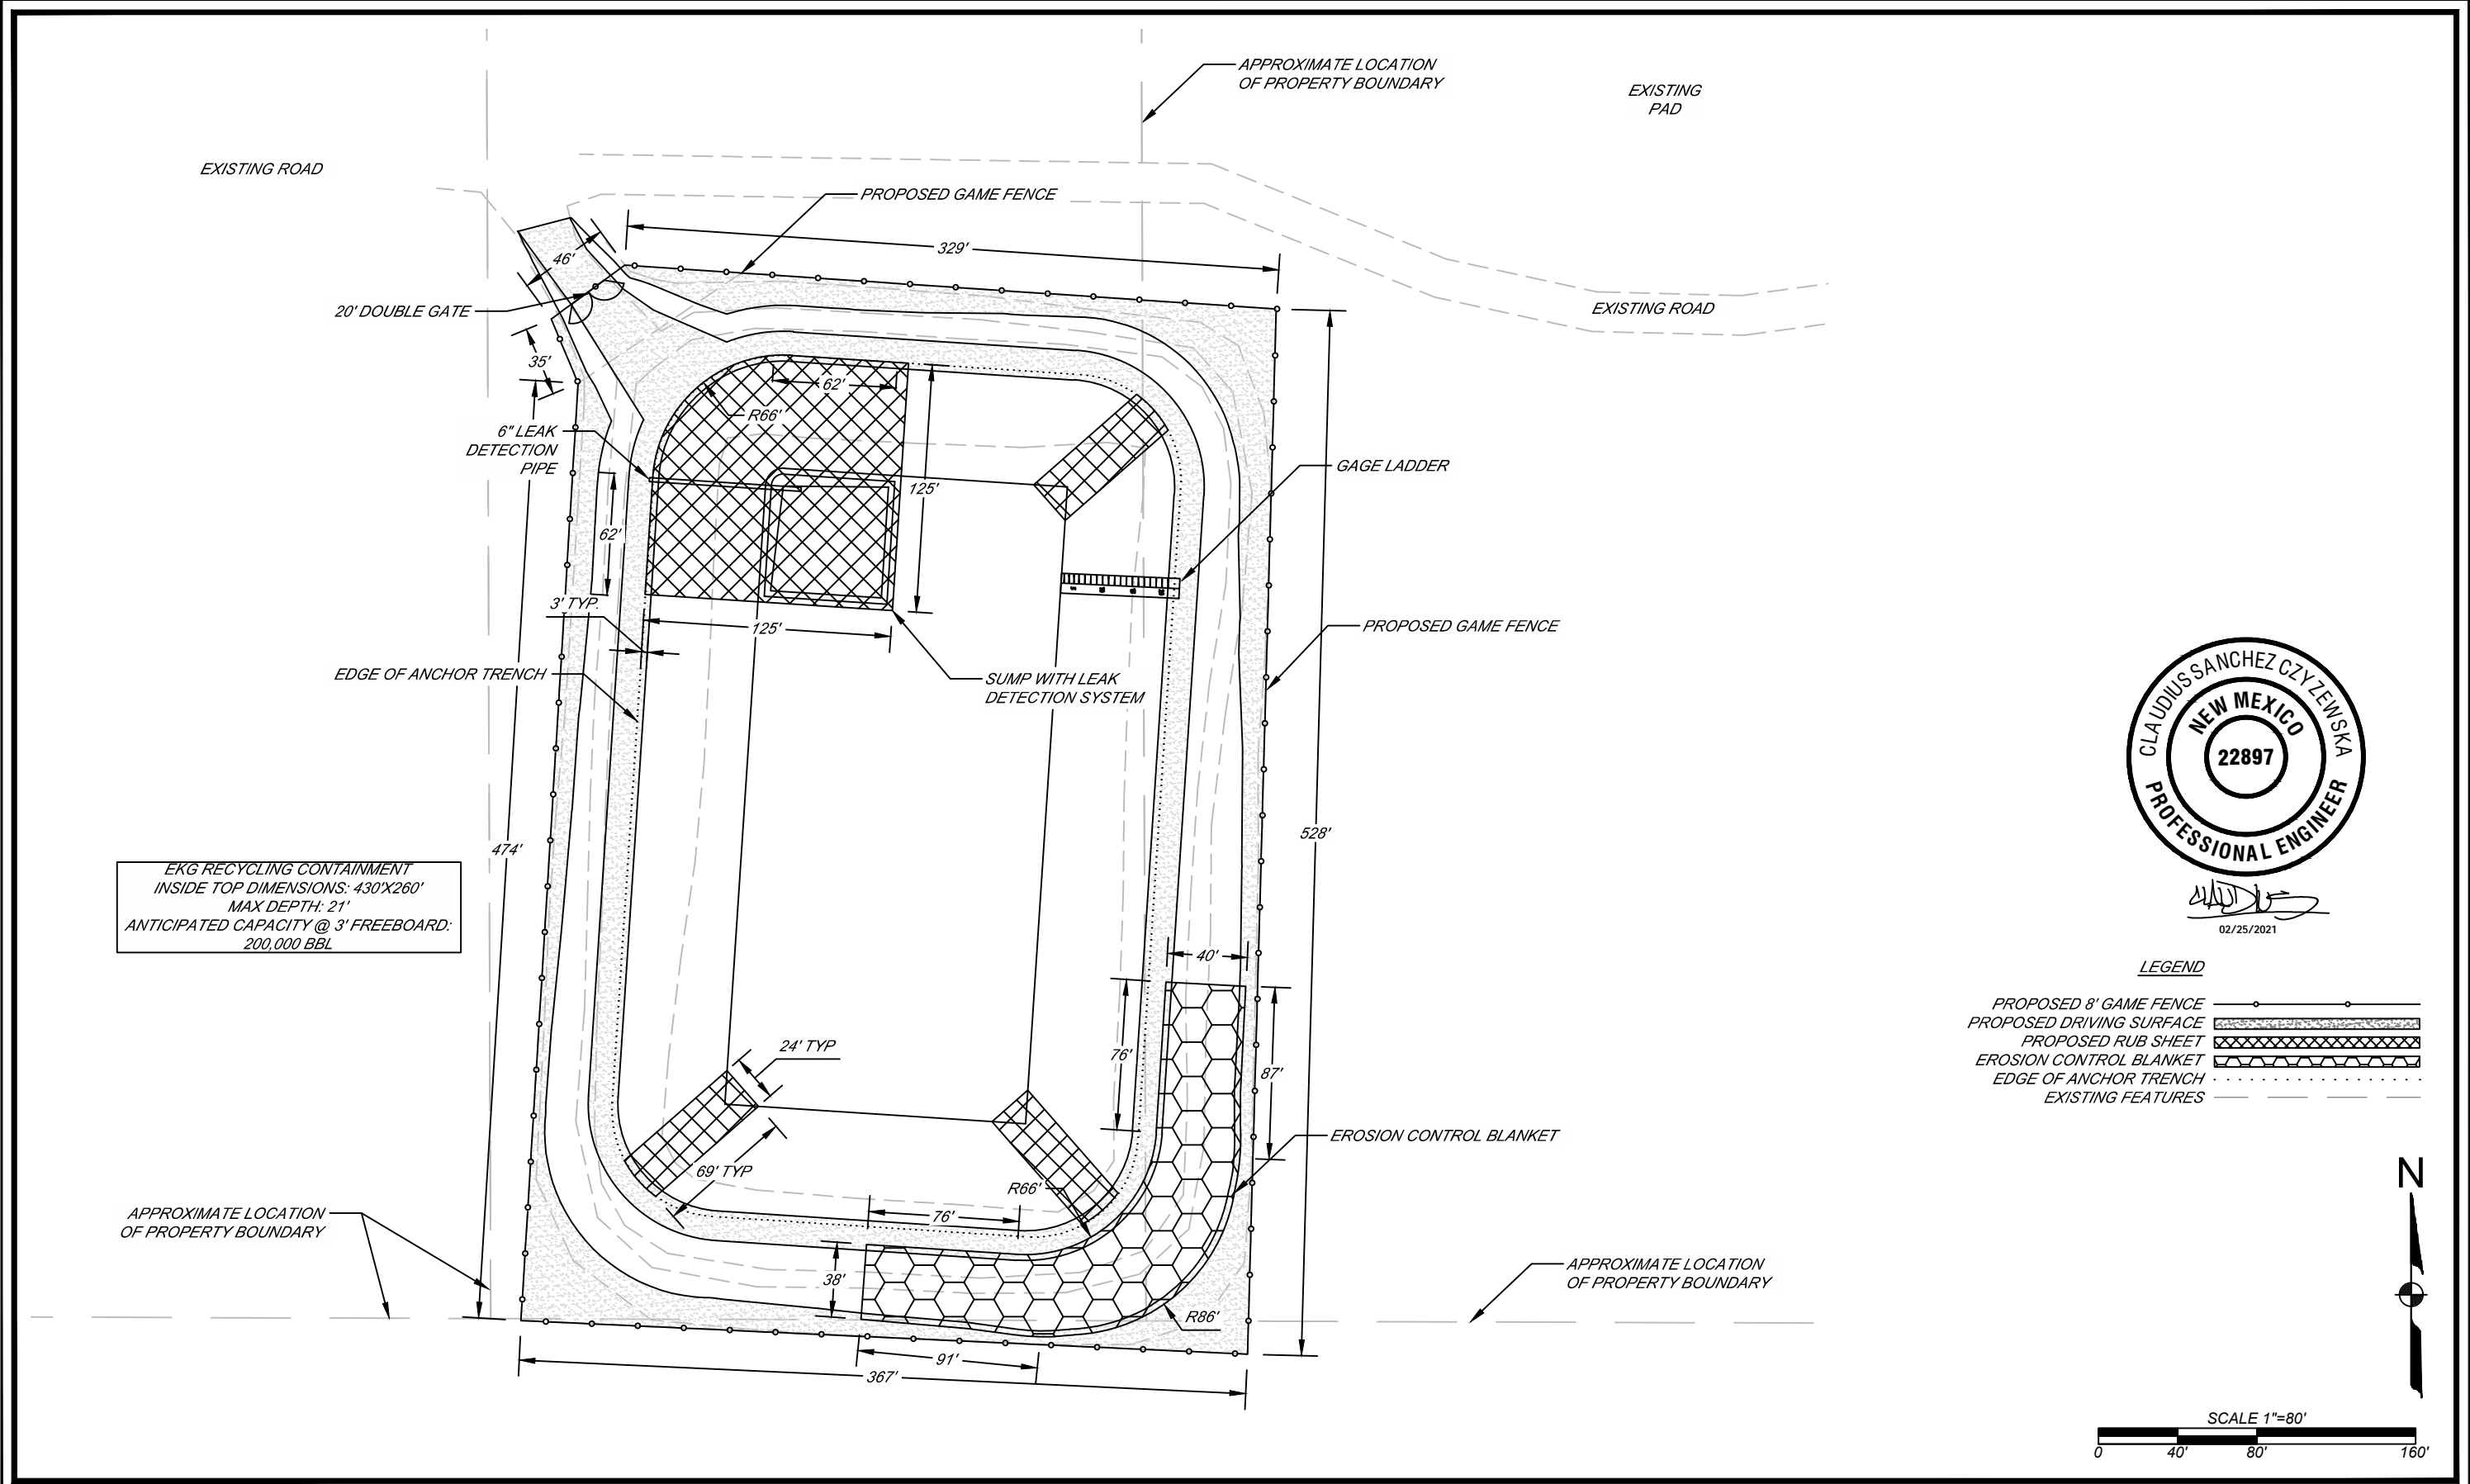 APPROXIMATE LOCATION
OF PROPERTY BOUNDARY
EXISTING
PAD
EXISTING ROAD
PROPOSED GAME FENCE
329'
46'
20' DOUBLE GATE
EXISTING ROAD
35'
62'
R66'
6" LEAK
DETECTION
PIPE
GAGE LADDER
125'
62'
3' TYP.
125'
PROPOSED GAME FENCE
EDGE OF ANCHOR TRENCH
SUMP WITH LEAK
DETECTION SYSTEM
CLAUDIUS SANCHEZ CZYZEWSKA
NEW MEXICO
22897
PROFESSIONAL ENGINEER
02/25/2021
528'
474'
EKG RECYCLING CONTAINMENT
INSIDE TOP DIMENSIONS: 430'X260'
MAX DEPTH: 21'
ANTICIPATED CAPACITY @ 3' FREEBOARD:
200,000 BBL
40'
LEGEND
PROPOSED 8' GAME FENCE
PROPOSED DRIVING SURFACE
PROPOSED RUB SHEET
EROSION CONTROL BLANKET
EDGE OF ANCHOR TRENCH
EXISTING FEATURES
24' TYP
76'
87'
EROSION CONTROL BLANKET
69' TYP
R66'
76'
APPROXIMATE LOCATION
OF PROPERTY BOUNDARY
38'
APPROXIMATE LOCATION
OF PROPERTY BOUNDARY
R86'
91'
367'
N
SCALE 1"=80'
0 40' 80' 160'